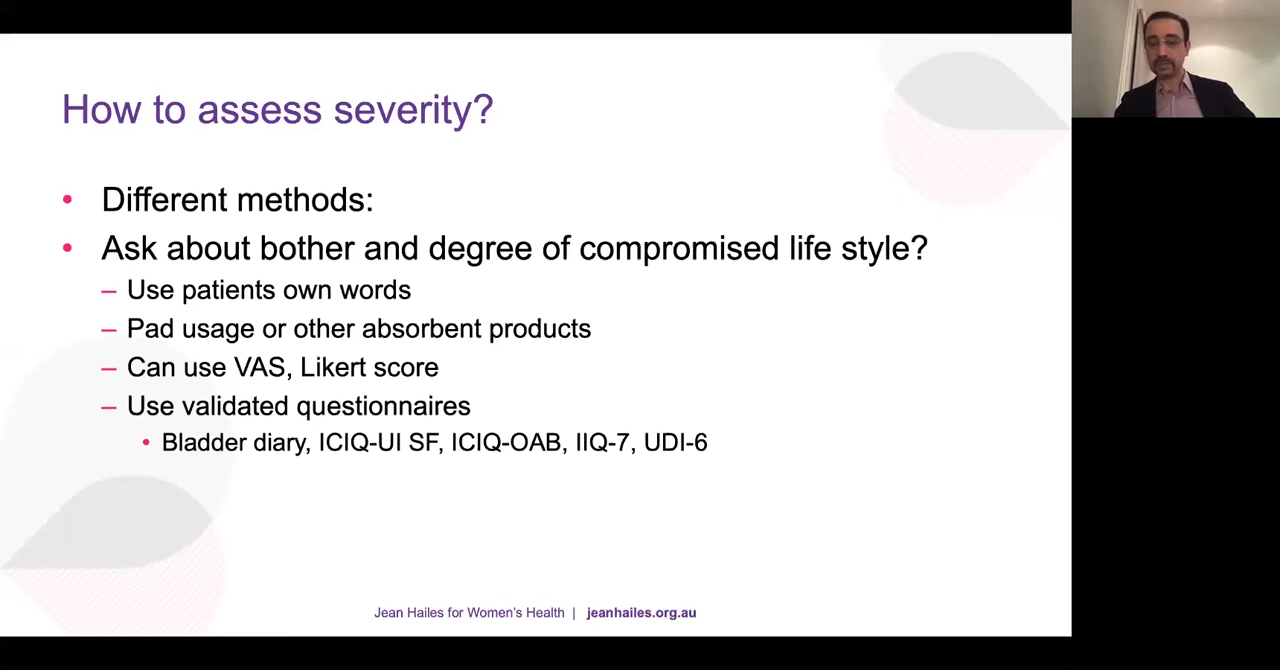 How to assess severity?
• Different methods:
• Ask about bother and degree of compromised life style?
– Use patients own words
– Pad usage or other absorbent products
– Can use VAS, Likert score
– Use validated questionnaires
• Bladder diary, ICIQ-UI SF, ICIQ-OAB, IIQ-7, UDI-6
Jean Hailes for Women's Health | jeanhailes.org.au